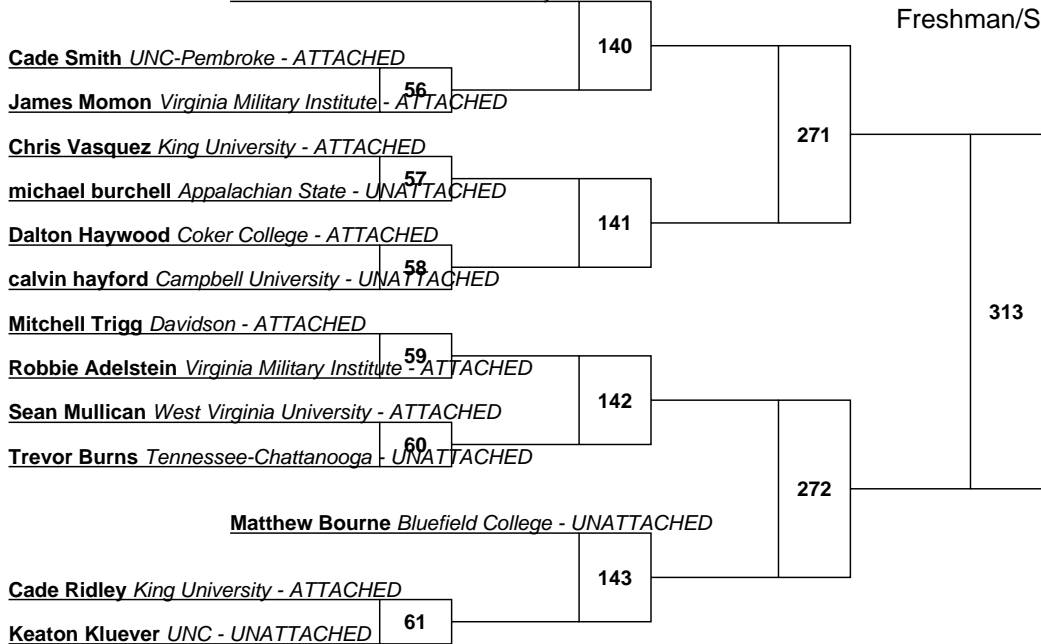 Freshman/S
140
Cade Smith UNC-Pembroke - ATTACHED
56
James Momon Virginia Military Institute - ATTACHED
271
Chris Vasquez King University - ATTACHED
57
michael burchell Appalachian State - UNATTACHED
141
Dalton Haywood Coker College - ATTACHED
58
calvin hayford Campbell University - UNATTACHED
313
Mitchell Trigg Davidson - ATTACHED
59
Robbie Adelstein Virginia Military Institute - ATTACHED
142
Sean Mullican West Virginia University - ATTACHED
60
Trevor Burns Tennessee-Chattanooga - UNATTACHED
272
Matthew Bourne Bluefield College - UNATTACHED
143
Cade Ridley King University - ATTACHED
61
Keaton Kluever UNC - UNATTACHED